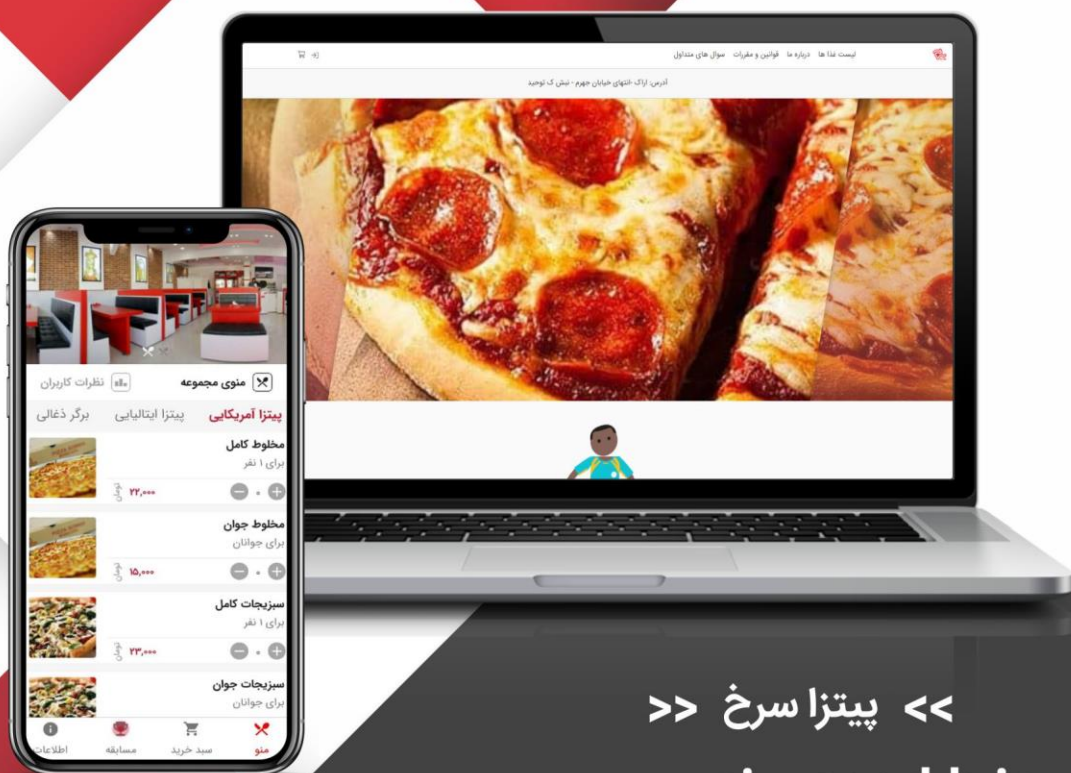 لیست غذا ها   درباره ما   قوانین و مقررات   سوال های متداول
آدرس: اراک -انتهای خیابان جهرم - نبش ک توحید
منوی مجموعه   نظرات کاربران
پیتزا آمریکایی   پیتزا ایتالیایی   برگر ذغالی
مخلوط کامل
برای ۱ نفر
۰   ۲۲,۰۰۰ تومان
مخلوط جوان
برای جوانان
۰   ۱۵,۰۰۰ تومان
سبزیجات کامل
برای ۱ نفر
۰   ۲۳,۰۰۰ تومان
سبزیجات جوان
برای جوانان
منو   سبد خرید   مسابقه   اطلاعات
>> پیتزا سرخ <<